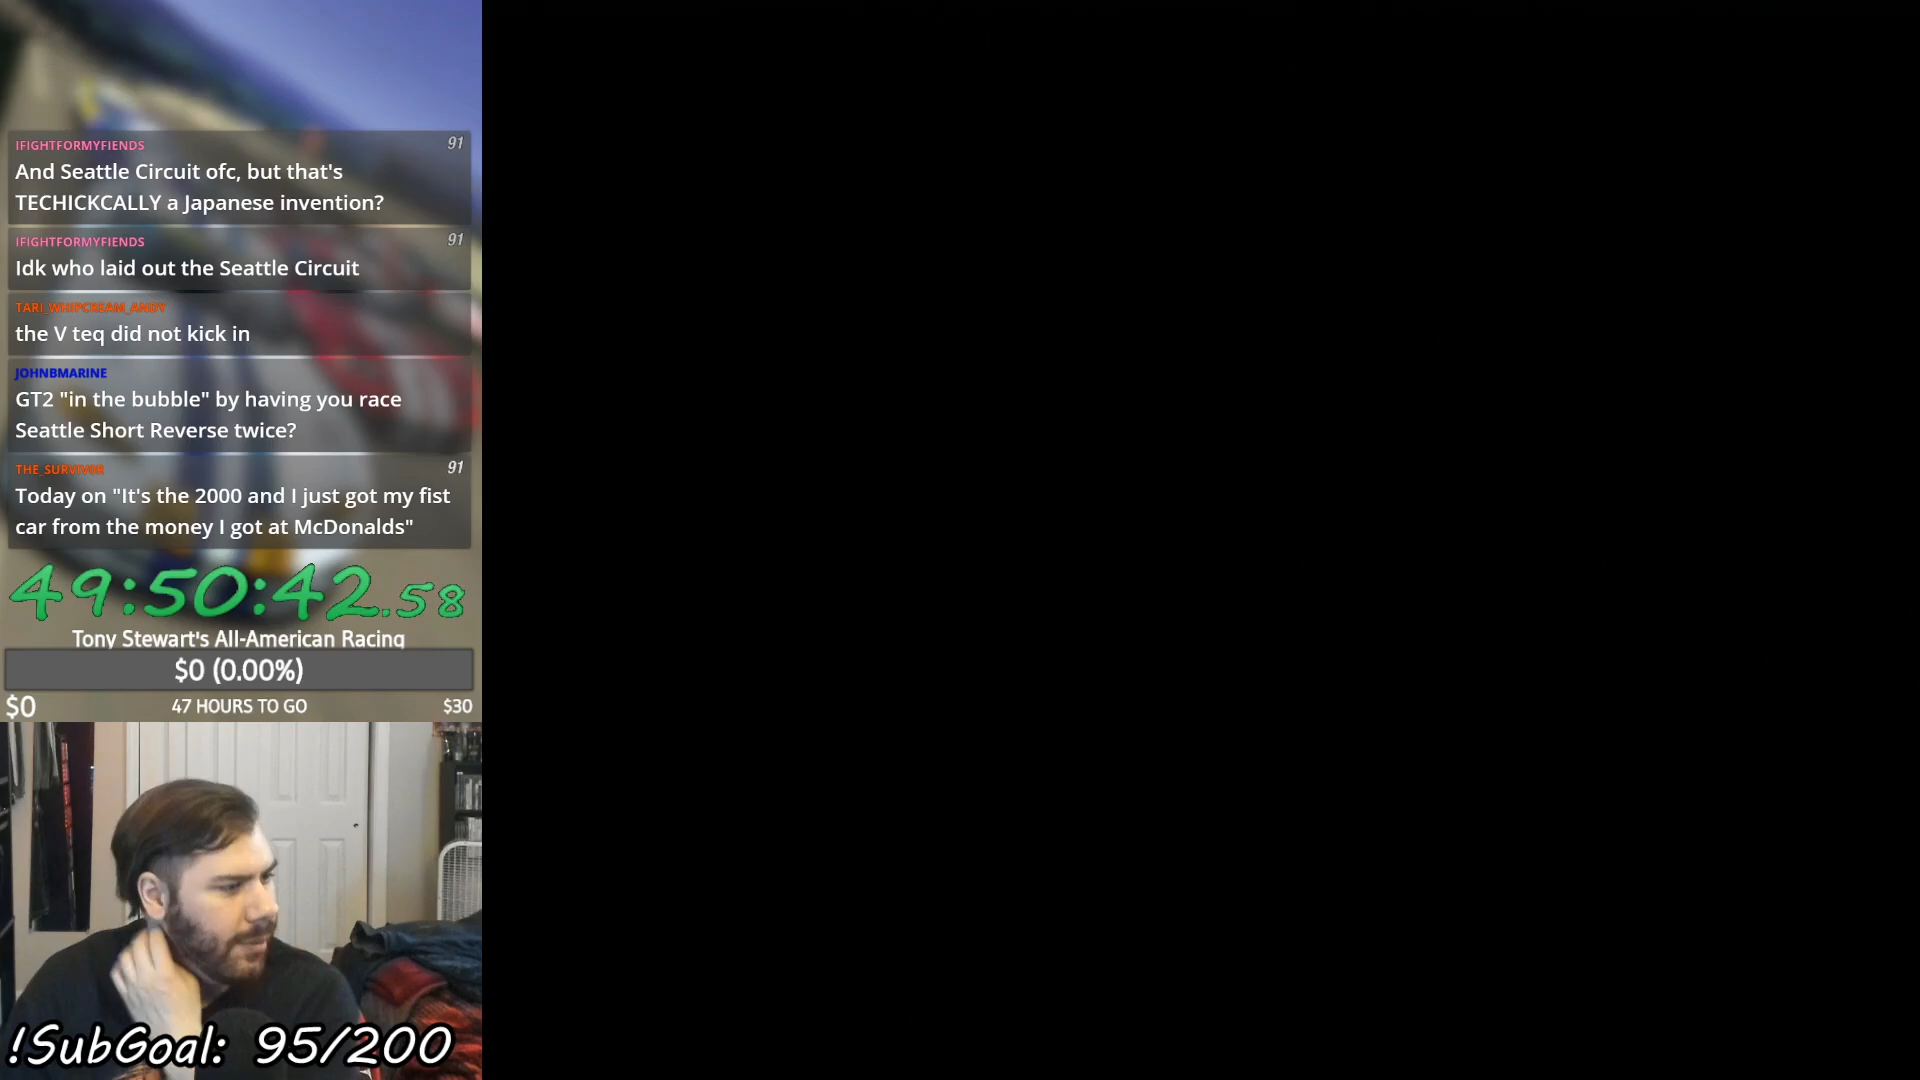 IFIGHTFORMYFIENDS 91
And Seattle Circuit ofc, but that's
TECHICKCALLY a Japanese invention?
IFIGHTFORMYFIENDS 91
Idk who laid out the Seattle Circuit
TARI_WHIPCREAM_ANDY
the V teq did not kick in
JOHNBMARINE
GT2 "in the bubble" by having you race
Seattle Short Reverse twice?
THE_SURVIV0R 91
Today on "It's the 2000 and I just got my fist
car from the money I got at McDonalds"
49:50:42.58
Tony Stewart's All-American Racing
$0 (0.00%)
$0 47 HOURS TO GO $30
!SubGoal: 95/200